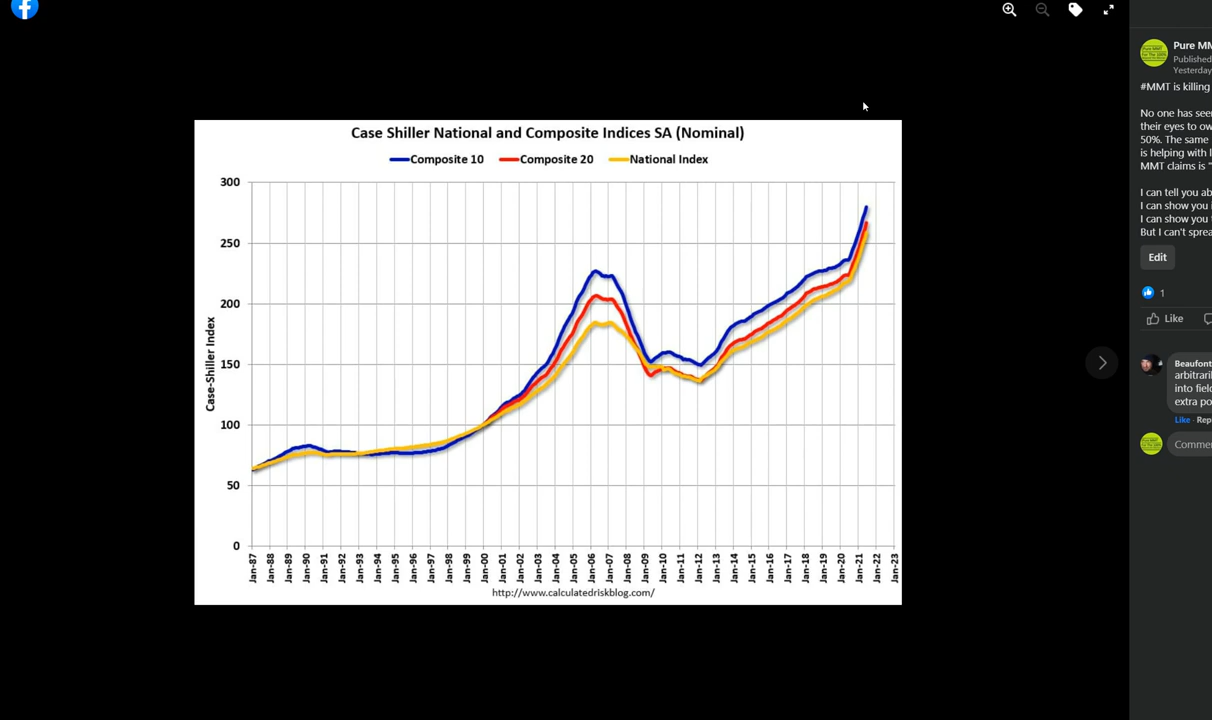 Case Shiller National and Composite Indices SA (Nominal)
Composite 10 Composite 20 National Index
300
250
200
150
100
50
0
Case-Shiller Index
Jan-87 Jan-88 Jan-89 Jan-90 Jan-91 Jan-92 Jan-93 Jan-94 Jan-95 Jan-96 Jan-97 Jan-98 Jan-99 Jan-00 Jan-01 Jan-02 Jan-03 Jan-04 Jan-05 Jan-06 Jan-07 Jan-08 Jan-09 Jan-10 Jan-11 Jan-12 Jan-13 Jan-14 Jan-15 Jan-16 Jan-17 Jan-18 Jan-19 Jan-20 Jan-21 Jan-22 Jan-23
http://www.calculatedriskblog.com/
Pure MM
Published
Yesterday
#MMT is killing
No one has see
their eyes to ow
50%. The same
is helping with l
MMT claims is "
I can tell you ab
I can show you i
I can show you t
But I can't sprea
Edit
1
Like
Beaufont
arbitraril
into field
extra po
Like · Rep
Commen